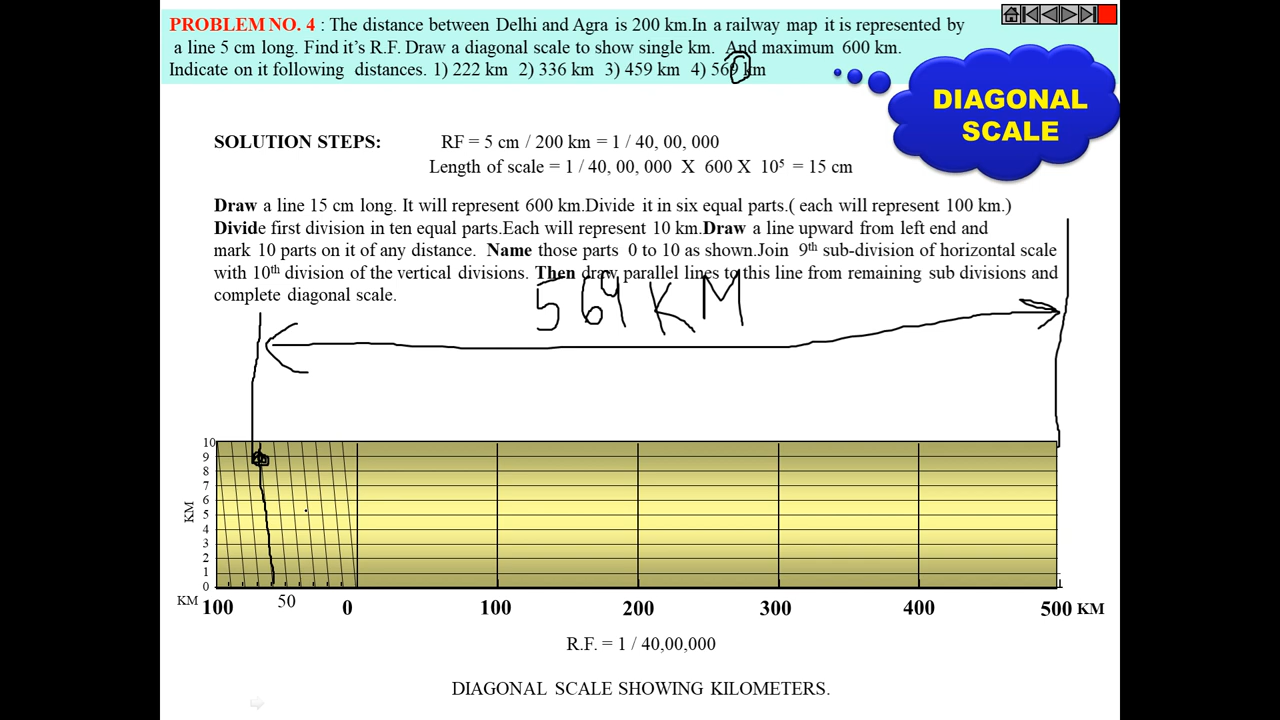 PROBLEM NO. 4 : The distance between Delhi and Agra is 200 km.In a railway map it is represented by
a line 5 cm long. Find it’s R.F. Draw a diagonal scale to show single km. And maximum 600 km.
Indicate on it following distances. 1) 222 km 2) 336 km 3) 459 km 4) 569 km
DIAGONAL
SCALE
SOLUTION STEPS: RF = 5 cm / 200 km = 1 / 40, 00, 000
Length of scale = 1 / 40, 00, 000 X 600 X 10⁵ = 15 cm
Draw a line 15 cm long. It will represent 600 km.Divide it in six equal parts.( each will represent 100 km.)
Divide first division in ten equal parts.Each will represent 10 km.Draw a line upward from left end and
mark 10 parts on it of any distance. Name those parts 0 to 10 as shown.Join 9th sub-division of horizontal scale
with 10th division of the vertical divisions. Then draw parallel lines to this line from remaining sub divisions and
complete diagonal scale.
569 KM
10
9
8
7
6
5
4
3
2
1
0
KM
KM 100 50 0 100 200 300 400 500 KM
R.F. = 1 / 40,00,000
DIAGONAL SCALE SHOWING KILOMETERS.